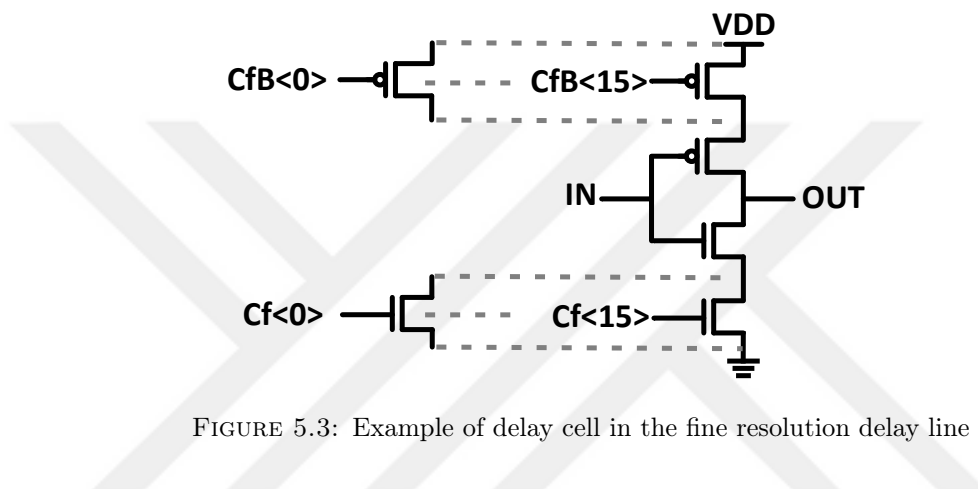 VDD
CfB<0>
CfB<15>
IN
OUT
Cf<0>
Cf<15>
FIGURE 5.3: Example of delay cell in the fine resolution delay line